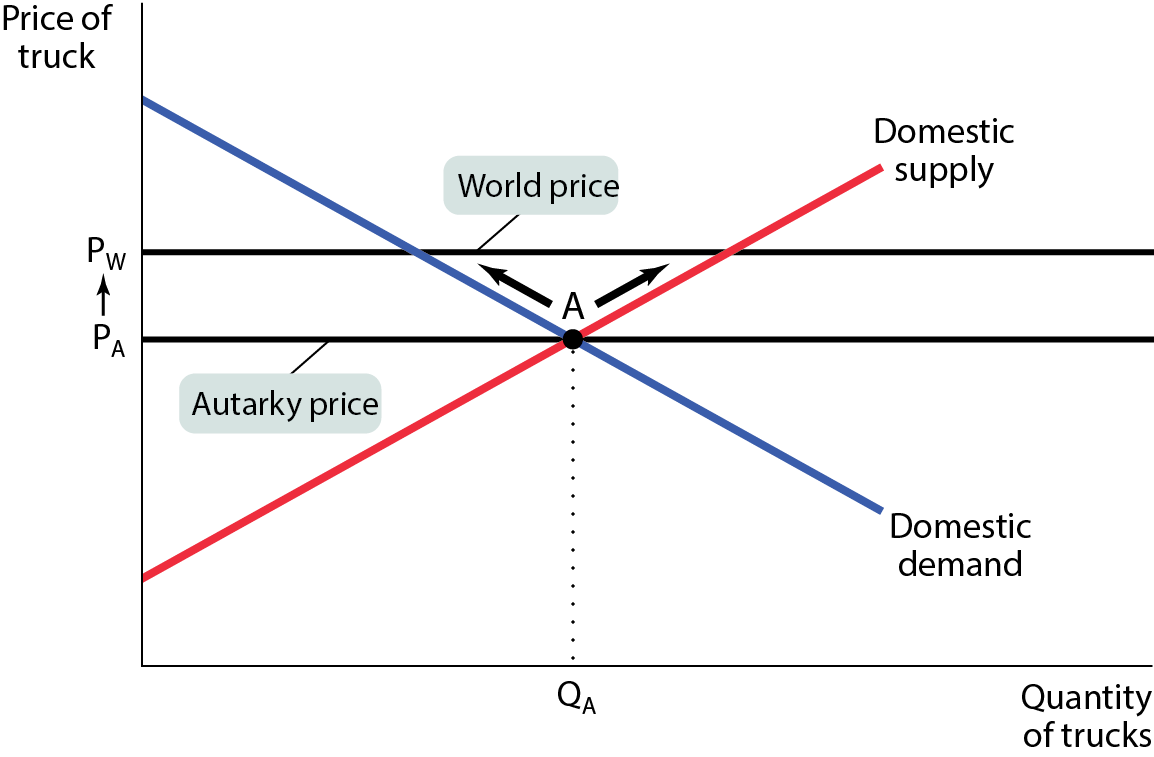 Price of
truck
Domestic
supply
World price
P_W
A
P_A
Autarky price
Domestic
demand
Q_A
Quantity
of trucks